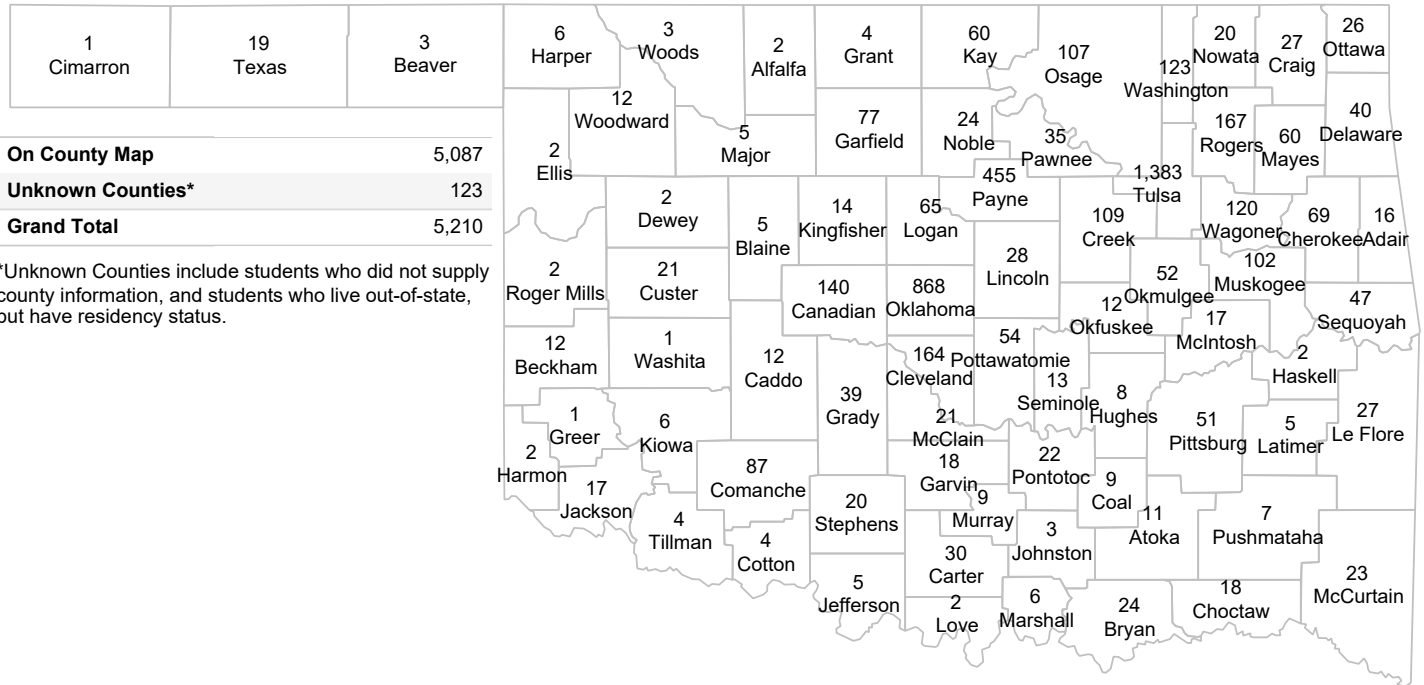 1
Cimarron
19
Texas
3
Beaver
6
Harper
3
Woods
2
Alfalfa
4
Grant
60
Kay
107
Osage
123
Washington
20
Nowata
27
Craig
26
Ottawa
12
Woodward
5
Major
77
Garfield
24
Noble
35
Pawnee
167
Rogers
60
Mayes
40
Delaware
On County Map 5,087
Unknown Counties* 123
Grand Total 5,210
*Unknown Counties include students who did not supply
county information, and students who live out-of-state,
but have residency status.
2
Ellis
2
Dewey
5
Blaine
14
Kingfisher
65
Logan
455
Payne
1,383
Tulsa
109
Creek
120
Wagoner
69
Cherokee
16
Adair
2
Roger Mills
21
Custer
140
Canadian
868
Oklahoma
28
Lincoln
52
Okmulgee
102
Muskogee
12
Okfuskee
17
McIntosh
47
Sequoyah
12
Beckham
1
Washita
12
Caddo
39
Grady
164
Cleveland
54
Pottawatomie
13
Seminole
8
Hughes
2
Haskell
51
Pittsburg
5
Latimer
27
Le Flore
1
Greer
2
Harmon
6
Kiowa
21
McClain
17
Jackson
87
Comanche
18
Garvin
22
Pontotoc
9
Coal
4
Tillman
4
Cotton
20
Stephens
9
Murray
3
Johnston
11
Atoka
7
Pushmataha
5
Jefferson
30
Carter
2
Love
6
Marshall
24
Bryan
18
Choctaw
23
McCurtain